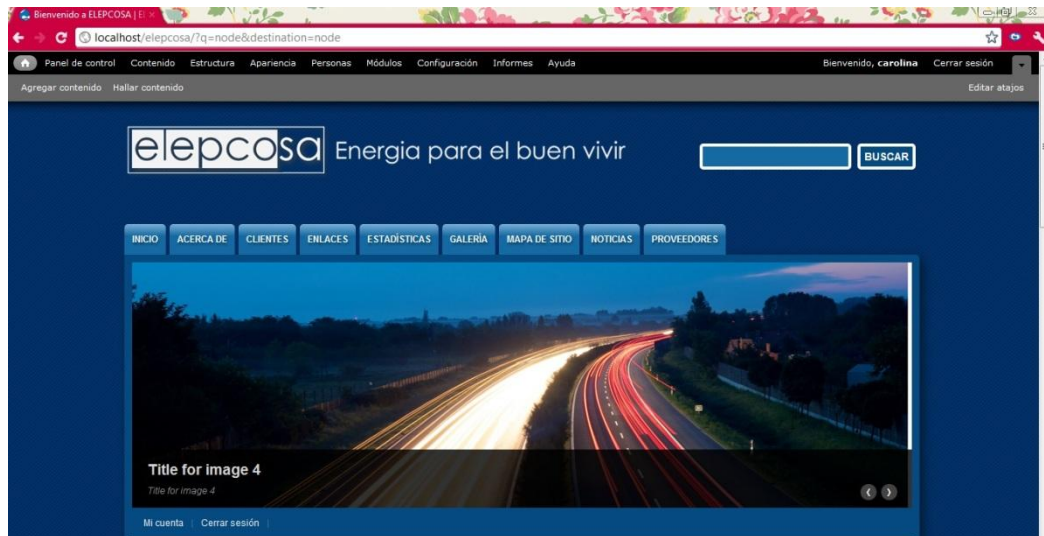 Bienvenido a ELEPCOSA | El
localhost/elepcosa/?q=node&destination=node
Panel de control Contenido Estructura Apariencia Personas Módulos Configuración Informes Ayuda Bienvenido, carolina Cerrar sesión
Agregar contenido Hallar contenido Editar atajos
elepcosa Energia para el buen vivir BUSCAR
INICIO ACERCA DE CLIENTES ENLACES ESTADÌSTICAS GALERÌA MAPA DE SITIO NOTICIAS PROVEEDORES
Title for image 4
Title for image 4
Mi cuenta Cerrar sesión